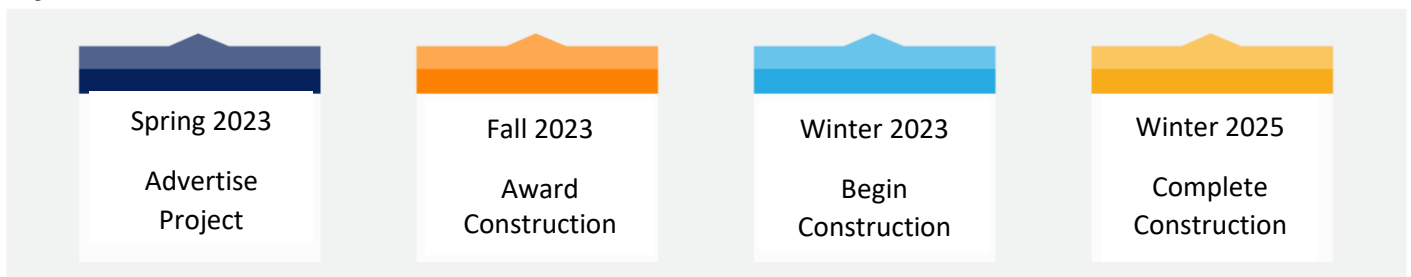 Spring 2023
Advertise
Project
Fall 2023
Award
Construction
Winter 2023
Begin
Construction
Winter 2025
Complete
Construction